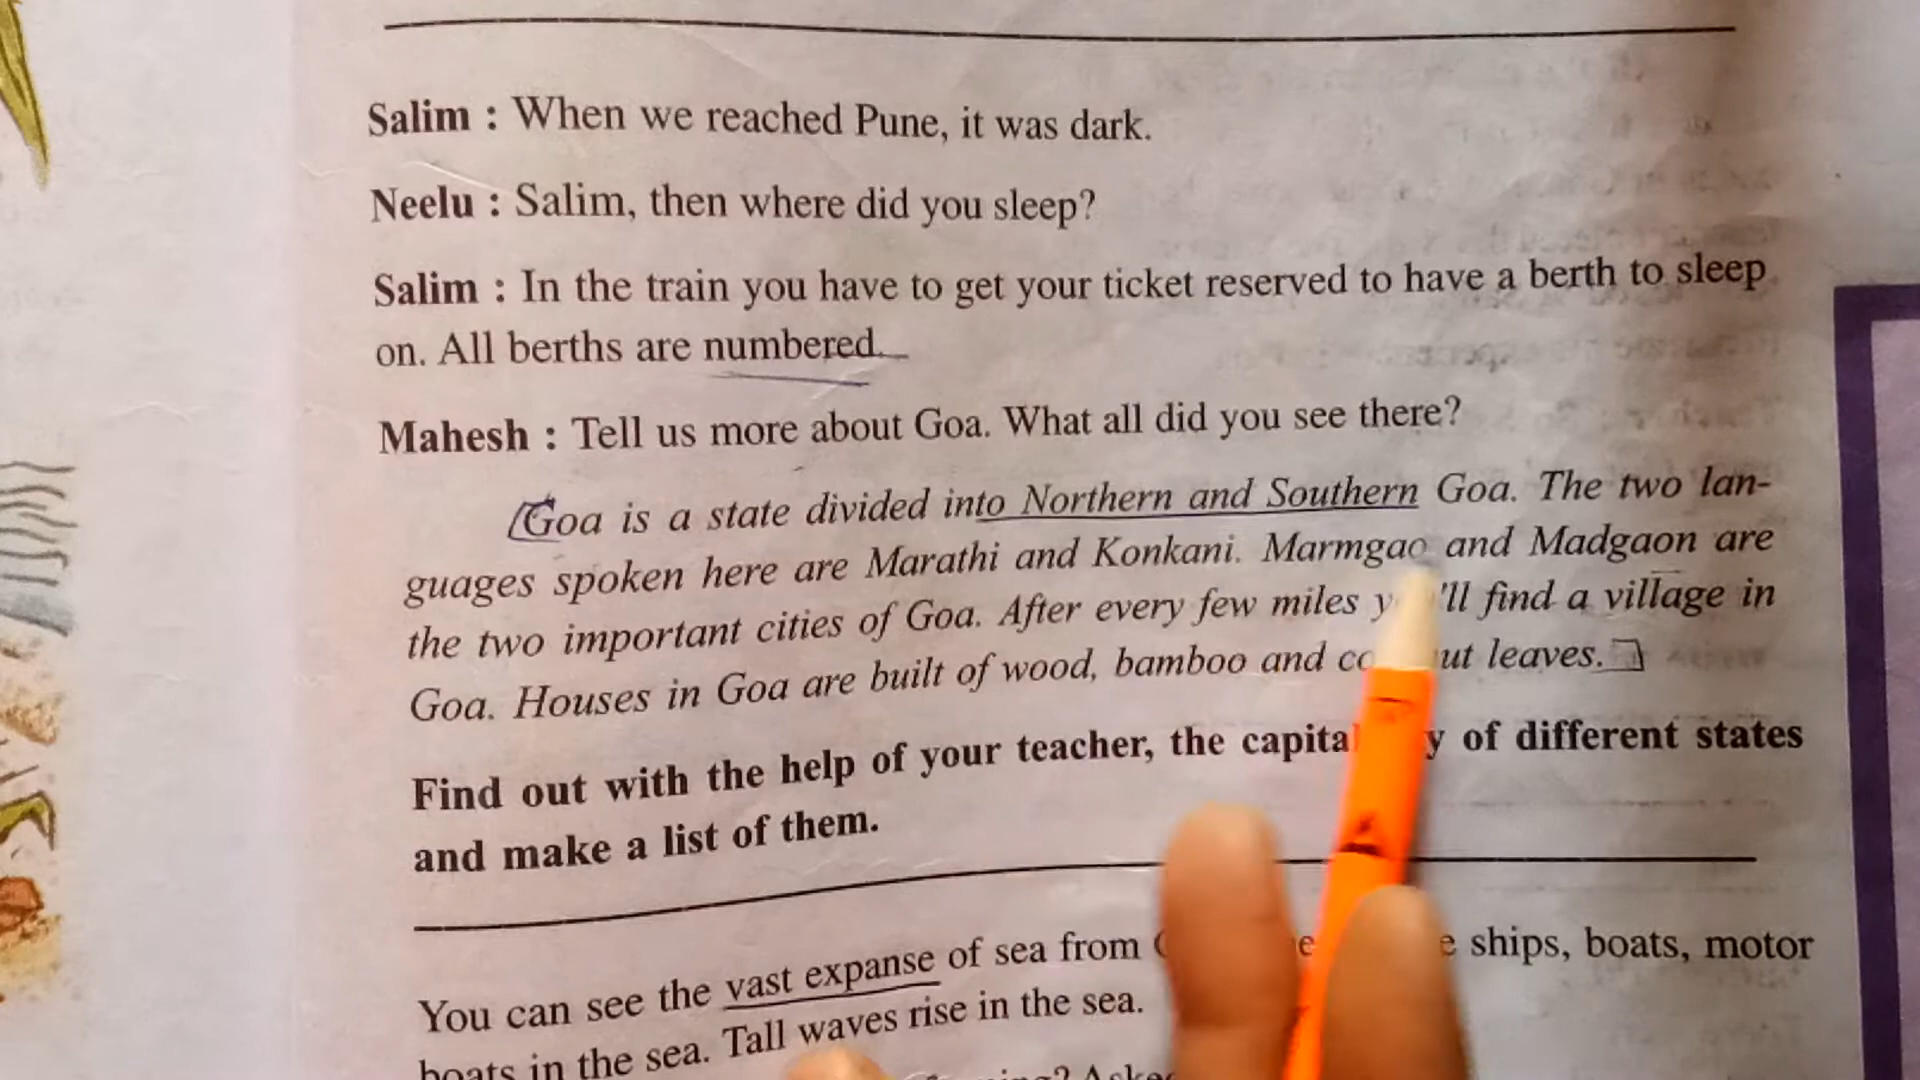 Salim : When we reached Pune, it was dark.
Neelu : Salim, then where did you sleep?
Salim : In the train you have to get your ticket reserved to have a berth to sleep
on. All berths are numbered.
Mahesh : Tell us more about Goa. What all did you see there?
Goa is a state divided into Northern and Southern Goa. The two lan-
guages spoken here are Marathi and Konkani. Marmgao and Madgaon are
the two important cities of Goa. After every few miles 'll find a village in
Goa. Houses in Goa are built of wood, bamboo and leaves.
Find out with the help of your teacher, the of different states
and make a list of them.
You can see the vast expanse of sea from ships, boats, motor
boats in the sea. Tall waves rise in the sea.